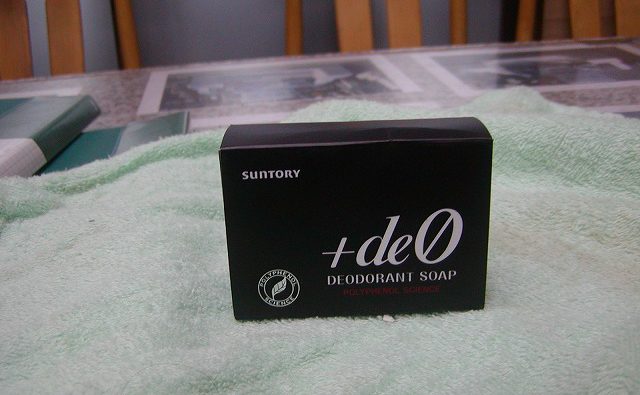 SUNTORY
+de0
DEODORANT SOAP
POLYPHENOL SCIENCE
POLYPHENOL
SCIENCE